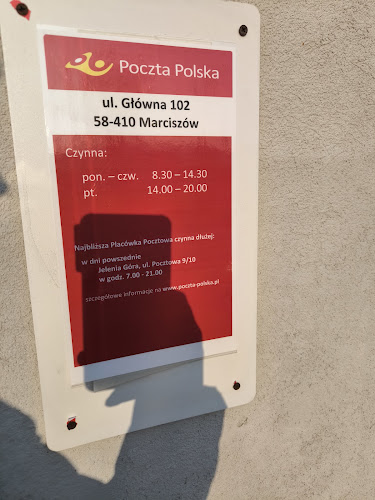 Poczta Polska
ul. Główna 102
58-410 Marciszów
Czynna:
pon. – czw. 8.30 – 14.30
pt. 14.00 – 20.00
Najbliższa Placówka Pocztowa czynna dłużej:
w dni powszednie
Jelenia Góra, ul. Pocztowa 9/10
w godz. 7.00 - 21.00
szczegółowe informacje na www.poczta-polska.pl